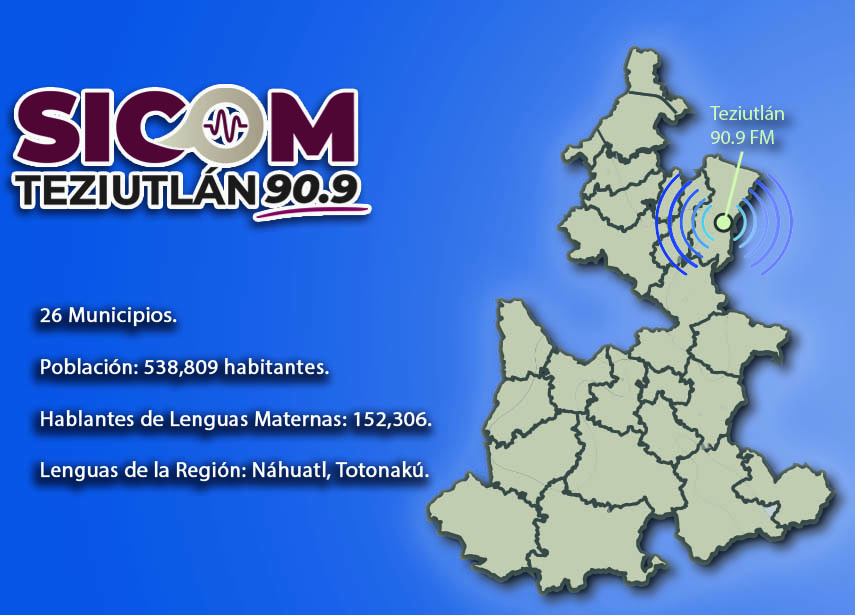 SICOM
TEZIUTLÁN 90.9
Teziutlán
90.9 FM
26 Municipios.
Población: 538,809 habitantes.
Hablantes de Lenguas Maternas: 152,306.
Lenguas de la Región: Náhuatl, Totonakú.